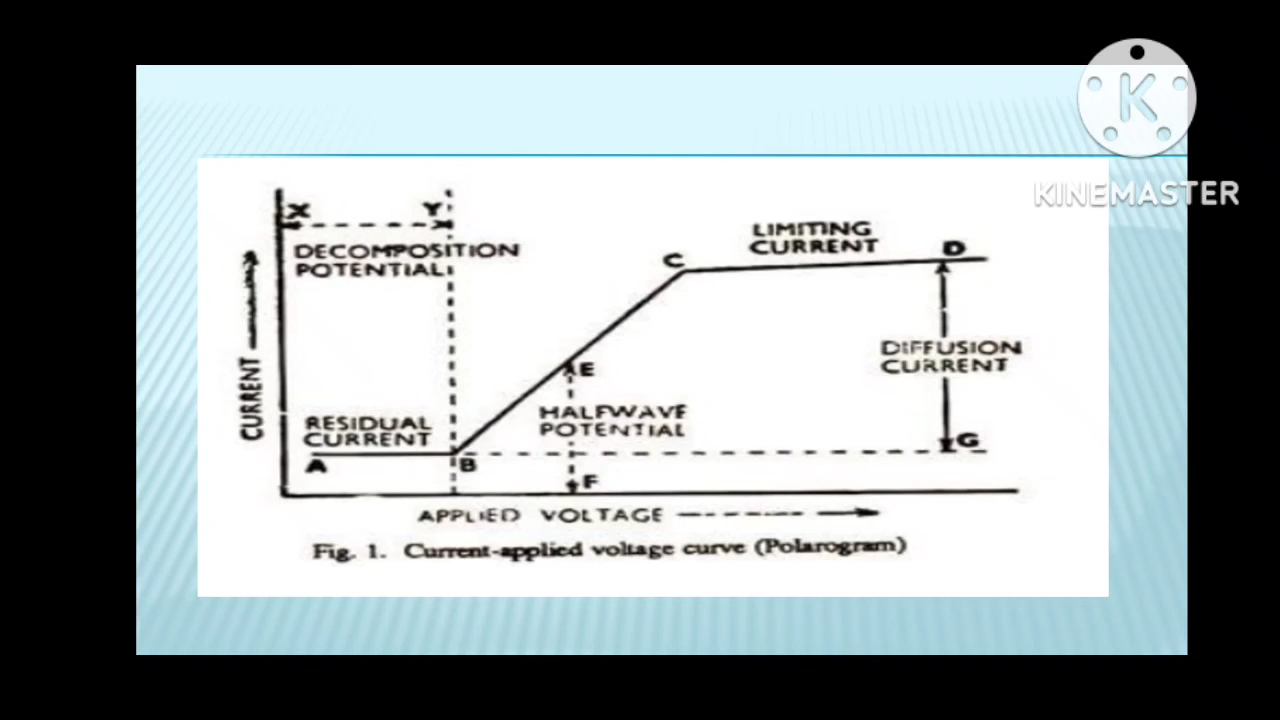 K
KINEMASTER
X Y
DECOMPOSITION
POTENTIAL
LIMITING
CURRENT
C
D
CURRENT
E
DIFFUSION
CURRENT
HALFWAVE
POTENTIAL
RESIDUAL
CURRENT
A
B
G
F
APPLIED VOLTAGE
Fig. 1. Current-applied voltage curve (Polarogram)